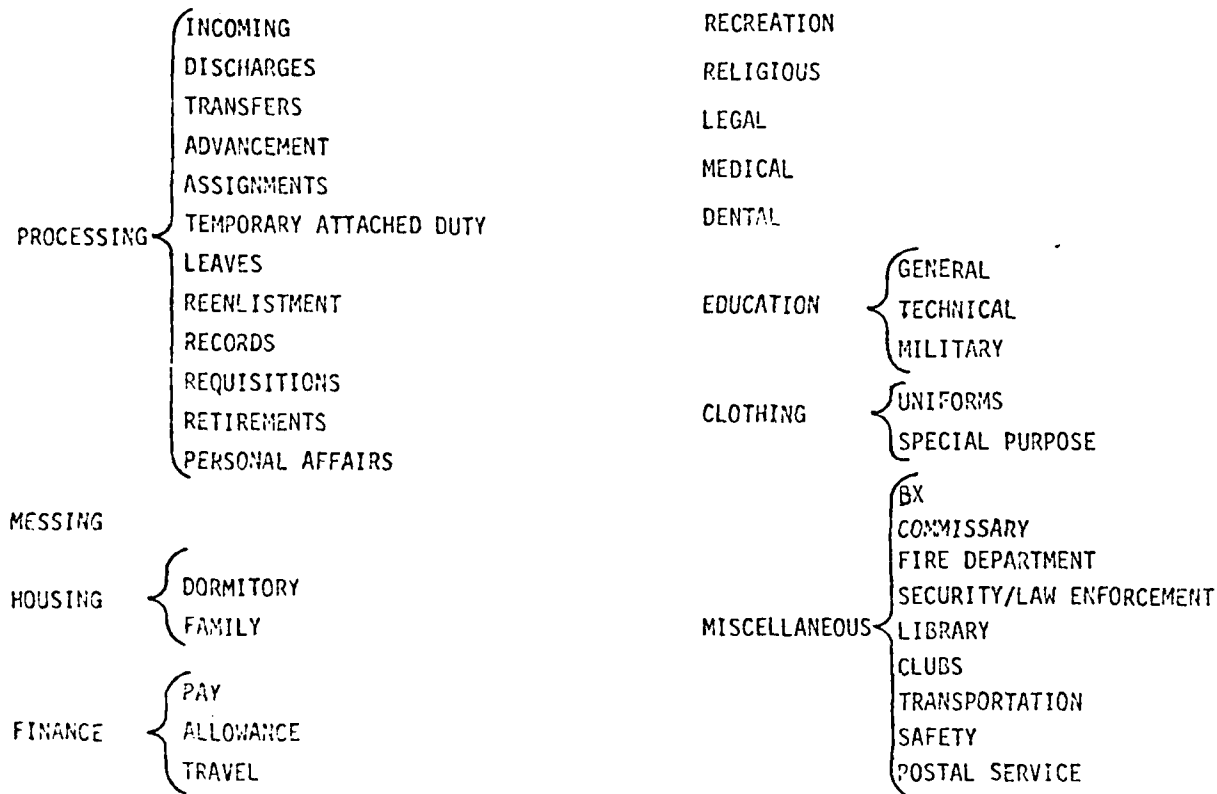 PROCESSING
INCOMING
DISCHARGES
TRANSFERS
ADVANCEMENT
ASSIGNMENTS
TEMPORARY ATTACHED DUTY
LEAVES
REENLISTMENT
RECORDS
REQUISITIONS
RETIREMENTS
PERSONAL AFFAIRS
MESSING
HOUSING
DORMITORY
FAMILY
FINANCE
PAY
ALLOWANCE
TRAVEL
RECREATION
RELIGIOUS
LEGAL
MEDICAL
DENTAL
EDUCATION
GENERAL
TECHNICAL
MILITARY
CLOTHING
UNIFORMS
SPECIAL PURPOSE
MISCELLANEOUS
BX
COMMISSARY
FIRE DEPARTMENT
SECURITY/LAW ENFORCEMENT
LIBRARY
CLUBS
TRANSPORTATION
SAFETY
POSTAL SERVICE